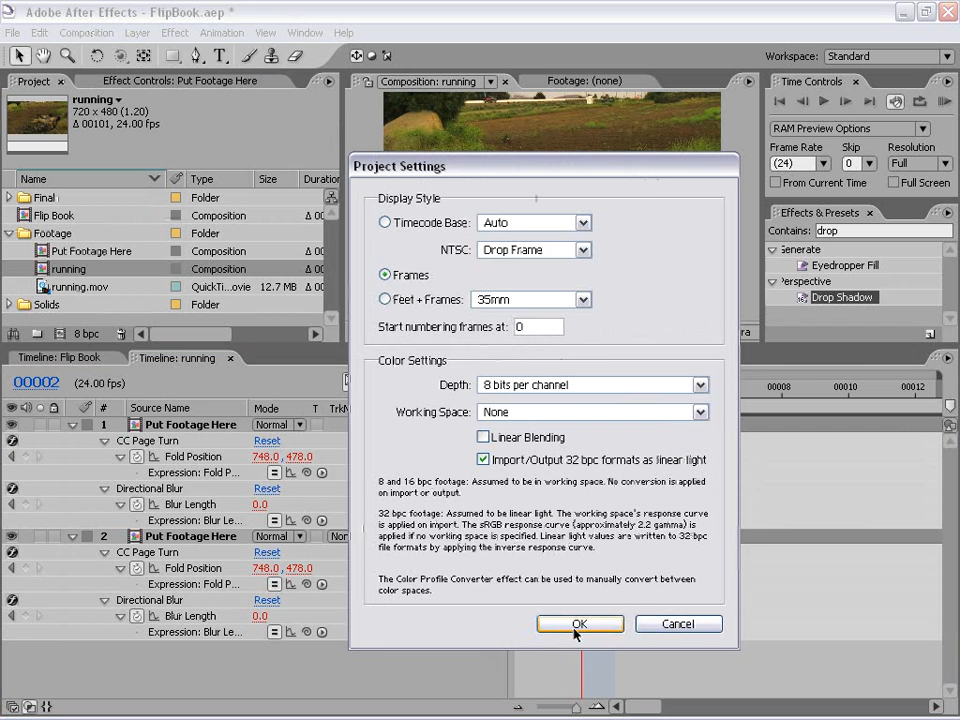 Adobe After Effects - FlipBook.aep *
File Edit Composition Layer Effect Animation View Window Help
Workspace: Standard
Project × Effect Controls: Put Footage Here
Composition: running × Footage: (none)
Time Controls ×
running
720 x 480 (1.20)
Δ 00101, 24.00 fps
RAM Preview Options
Frame Rate Skip Resolution
(24) 0 Full
From Current Time Full Screen
Name Type Size Duration
Final Folder
Flip Book Composition Δ 00
Footage Folder
Put Footage Here Composition Δ 00
running Composition Δ 00
running.mov QuickTi...ovie 12.7 MB Δ 00
Solids Folder
8 bpc
Effects & Presets ×
Contains: drop
Generate
Eyedropper Fill
Perspective
Drop Shadow
Project Settings
Display Style
Timecode Base: Auto
NTSC: Drop Frame
Frames
Feet + Frames: 35mm
Start numbering frames at: 0
Color Settings
Depth: 8 bits per channel
Working Space: None
Linear Blending
Import/Output 32 bpc formats as linear light
8 and 16 bpc footage: Assumed to be in working space. No conversion is applied
on import or output.
32 bpc footage: Assumed to be linear light. The working space's response curve
is applied on import. The sRGB response curve (approximately 2.2 gamma) is
applied if no working space is specified. Linear light values are written to 32-bpc
file formats by applying the inverse response curve.
The Color Profile Converter effect can be used to manually convert between
color spaces.
OK Cancel
Timeline: Flip Book Timeline: running ×
00002 (24.00 fps)
00008 00010 00012
# Source Name Mode T TrkM
1 Put Footage Here Normal
CC Page Turn Reset
Fold Position 748.0, 478.0
Expression: Fold P...
Directional Blur Reset
Blur Length 0.0
Expression: Blur Le...
2 Put Footage Here Normal
CC Page Turn Reset
Fold Position 748.0, 478.0
Expression: Fold P...
Directional Blur Reset
Blur Length 0.0
Expression: Blur Le...